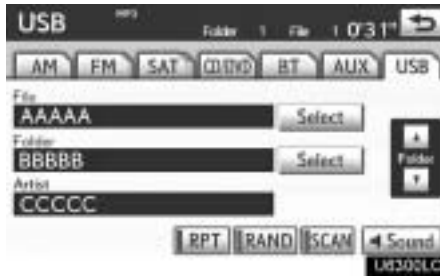 USB MP3 Folder 1 File 1 0'31"
AM FM SAT CD/DVD BT AUX USB
File
AAAAA Select
Folder
BBBBB Select
Folder
Artist
CCCCC
RPT RAND SCAN Sound
U8300LC